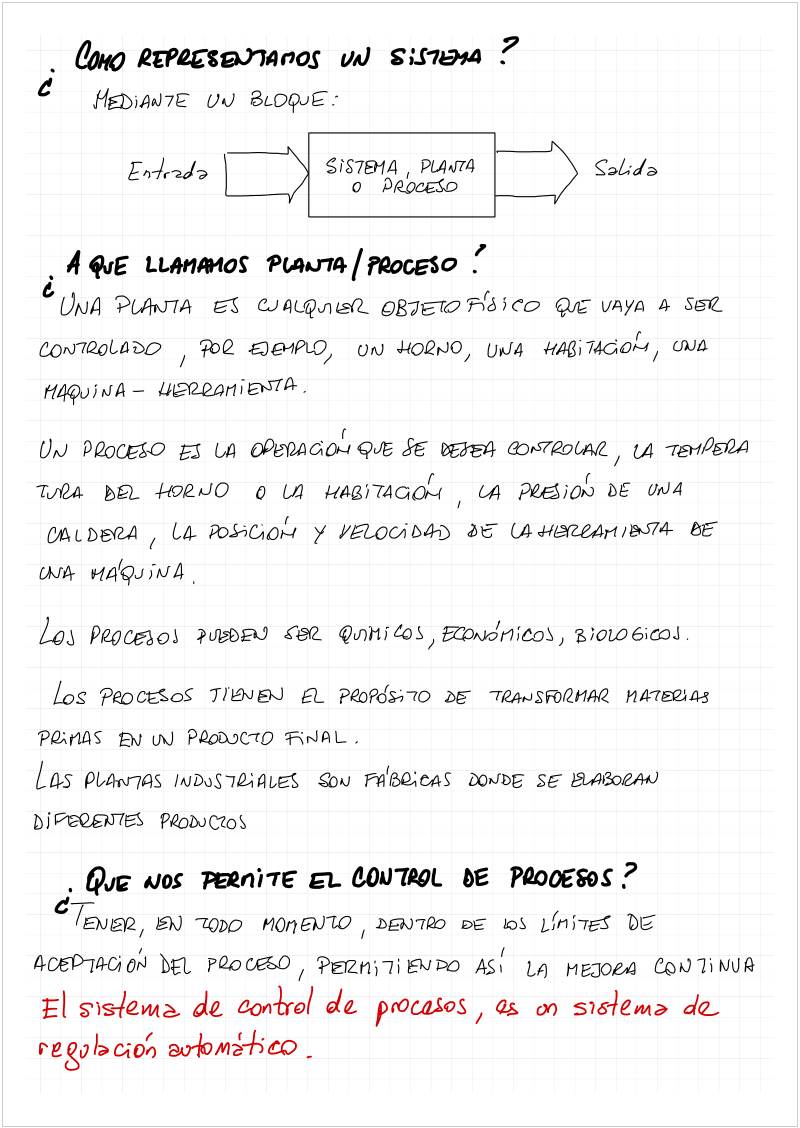 ¿COMO REPRESENTAMOS UN SISTEMA?
MEDIANTE UN BLOQUE:
Entrada
SISTEMA, PLANTA
O PROCESO
Salida
¿A QUE LLAMAMOS PLANTA/PROCESO?
UNA PLANTA ES CUALQUIER OBJETO FÍSICO QUE VAYA A SER
CONTROLADO, POR EJEMPLO, UN HORNO, UNA HABITACIÓN, UNA
MAQUINA-HERRAMIENTA.
UN PROCESO ES LA OPERACIÓN QUE SE DESEA CONTROLAR, LA TEMPERA
TURA DEL HORNO O LA HABITACIÓN, LA PRESIÓN DE UNA
CALDERA, LA POSICIÓN Y VELOCIDAD DE LA HERRAMIENTA DE
UNA MÁQUINA.
LOS PROCESOS PUEDEN SER QUIMICOS, ECONÓMICOS, BIOLOGICOS.
LOS PROCESOS TIENEN EL PROPÓSITO DE TRANSFORMAR MATERIAS
PRIMAS EN UN PRODUCTO FINAL.
LAS PLANTAS INDUSTRIALES SON FÁBRICAS DONDE SE ELABORAN
DIFERENTES PRODUCTOS
¿QUE NOS PERMITE EL CONTROL DE PROCESOS?
TENER, EN TODO MOMENTO, DENTRO DE LOS LÍMITES DE
ACEPTACIÓN DEL PROCESO, PERMITIENDO ASÍ LA MEJORA CONTINUA
El sistema de control de procesos, es un sistema de
regulación automático.